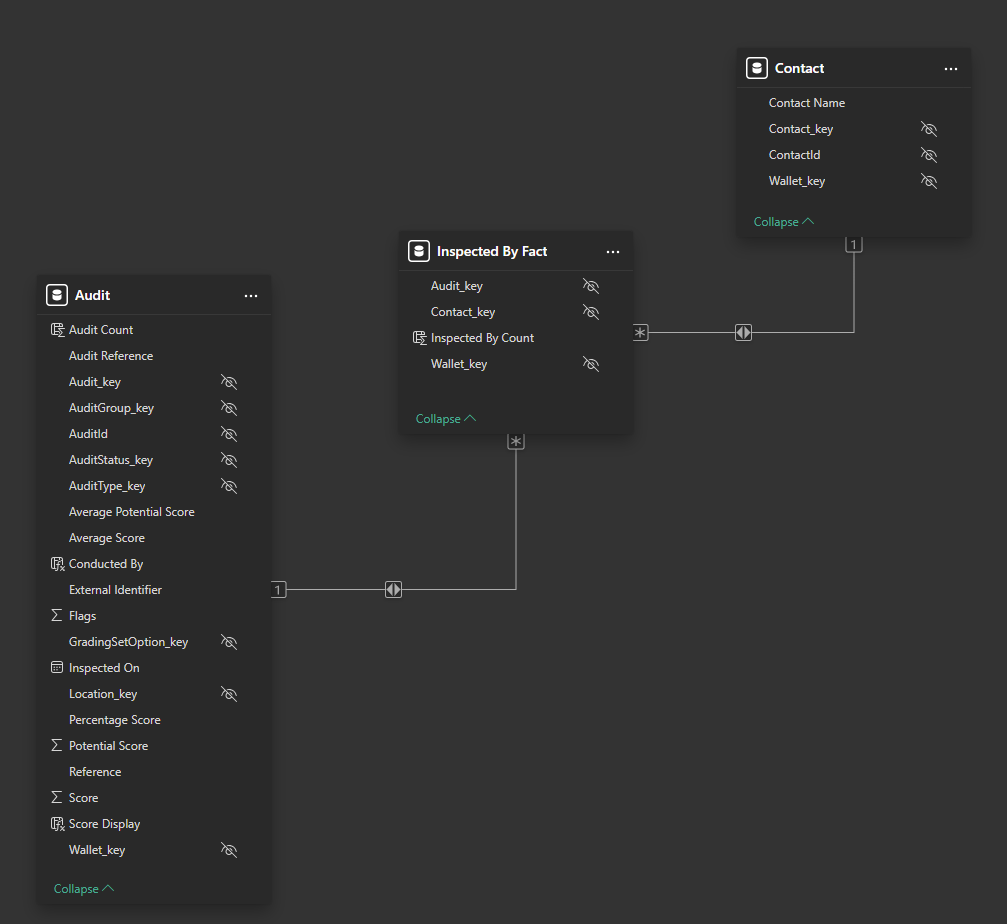 Contact
Contact Name
Contact_key
ContactId
Wallet_key
Collapse
1
Inspected By Fact
Audit_key
Contact_key
Inspected By Count
Wallet_key
Collapse
*
*
Audit
Audit Count
Audit Reference
Audit_key
AuditGroup_key
AuditId
AuditStatus_key
AuditType_key
Average Potential Score
Average Score
Conducted By
External Identifier
Flags
GradingSetOption_key
Inspected On
Location_key
Percentage Score
Potential Score
Reference
Score
Score Display
Wallet_key
Collapse
1